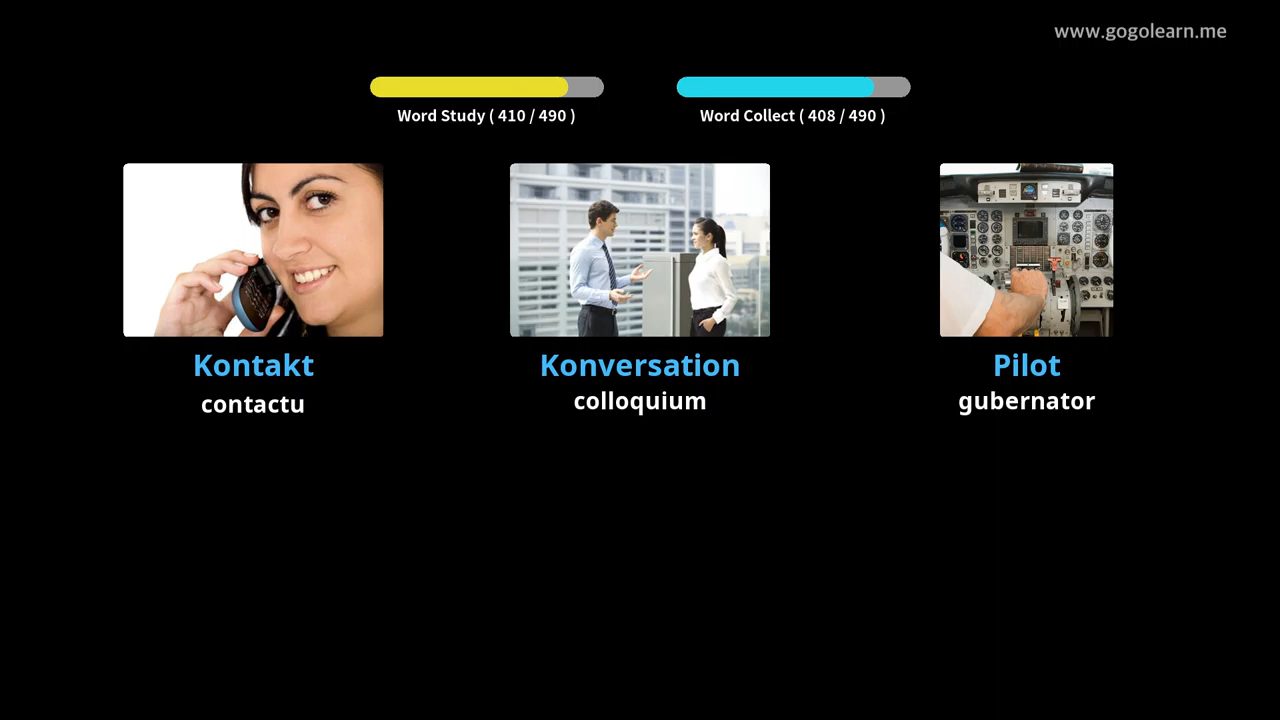 www.gogolearn.me
Word Study ( 410 / 490 )
Word Collect ( 408 / 490 )
Kontakt
contactu
Konversation
colloquium
Pilot
gubernator